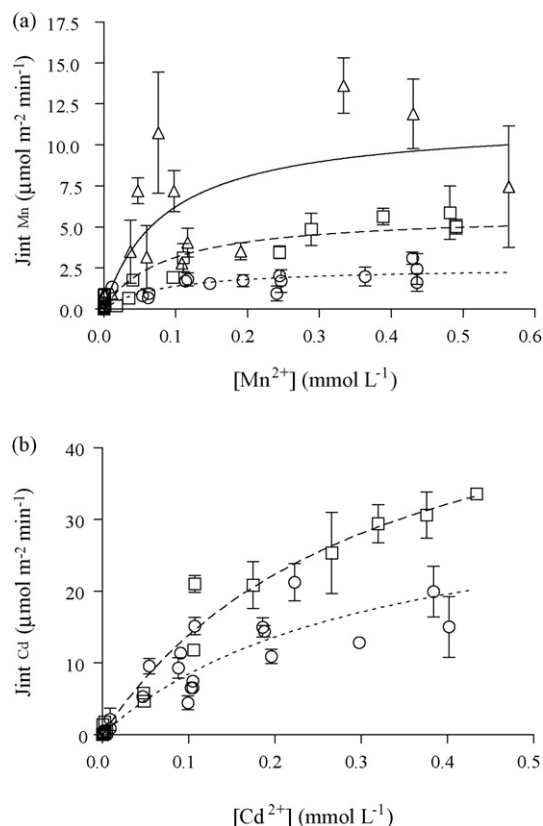 (a)
17.5
15.0
12.5
10.0
7.5
5.0
2.5
0.0
Jint Mn (µmol m⁻² min⁻¹)
0.0 0.1 0.2 0.3 0.4 0.5 0.6
[Mn²⁺] (mmol L⁻¹)
(b)
40
30
20
10
0
Jint Cd (µmol m⁻² min⁻¹)
0.0 0.1 0.2 0.3 0.4 0.5
[Cd²⁺] (mmol L⁻¹)